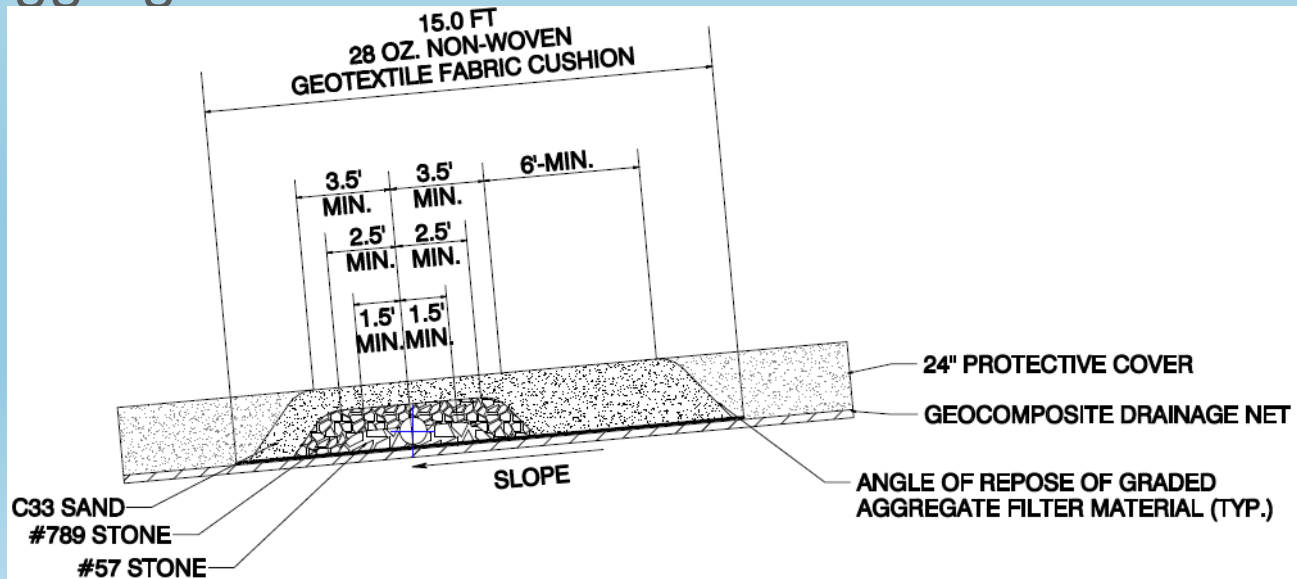 15.0 FT
28 OZ. NON-WOVEN
GEOTEXTILE FABRIC CUSHION
3.5'
MIN.
3.5'
MIN.
6'-MIN.
2.5'
MIN.
2.5'
MIN.
1.5'
MIN.
1.5'
MIN.
24" PROTECTIVE COVER
GEOCOMPOSITE DRAINAGE NET
SLOPE
ANGLE OF REPOSE OF GRADED
AGGREGATE FILTER MATERIAL (TYP.)
C33 SAND
#789 STONE
#57 STONE